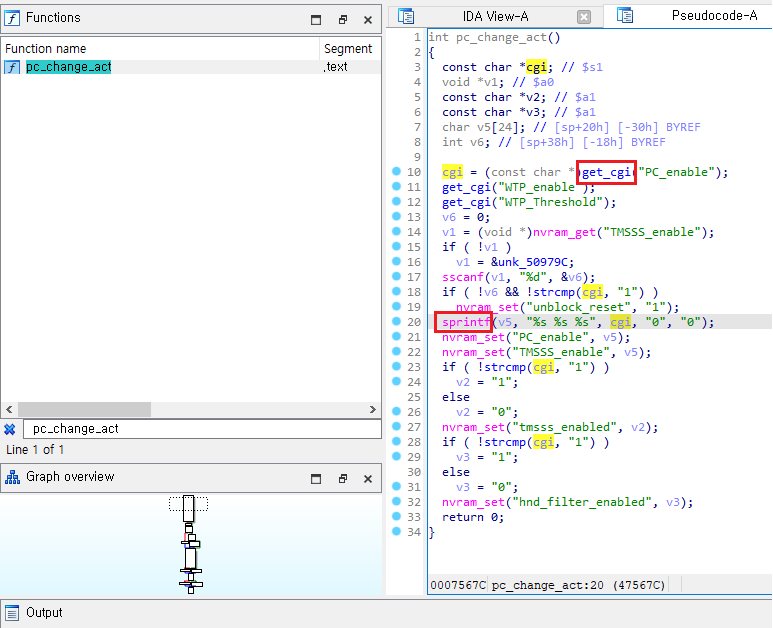 Functions
Function name Segment
pc_change_act .text
pc_change_act
Line 1 of 1
Graph overview
IDA View-A Pseudocode-A
1 int pc_change_act()
2 {
3 const char *cgi; // $s1
4 void *v1; // $a0
5 const char *v2; // $a1
6 const char *v3; // $a1
7 char v5[24]; // [sp+20h] [-30h] BYREF
8 int v6; // [sp+38h] [-18h] BYREF
9
10 cgi = (const char *)get_cgi("PC_enable");
11 get_cgi("WTP_enable");
12 get_cgi("WTP_Threshold");
13 v6 = 0;
14 v1 = (void *)nvram_get("TMSSS_enable");
15 if ( !v1 )
16 v1 = &unk_50979C;
17 sscanf(v1, "%d", &v6);
18 if ( !v6 && !strcmp(cgi, "1") )
19 nvram_set("unblock_reset", "1");
20 sprintf(v5, "%s %s %s", cgi, "0", "0");
21 nvram_set("PC_enable", v5);
22 nvram_set("TMSSS_enable", v5);
23 if ( !strcmp(cgi, "1") )
24 v2 = "1";
25 else
26 v2 = "0";
27 nvram_set("tmsss_enabled", v2);
28 if ( !strcmp(cgi, "1") )
29 v3 = "1";
30 else
31 v3 = "0";
32 nvram_set("hnd_filter_enabled", v3);
33 return 0;
34 }
0007567C pc_change_act:20 (47567C)
Output